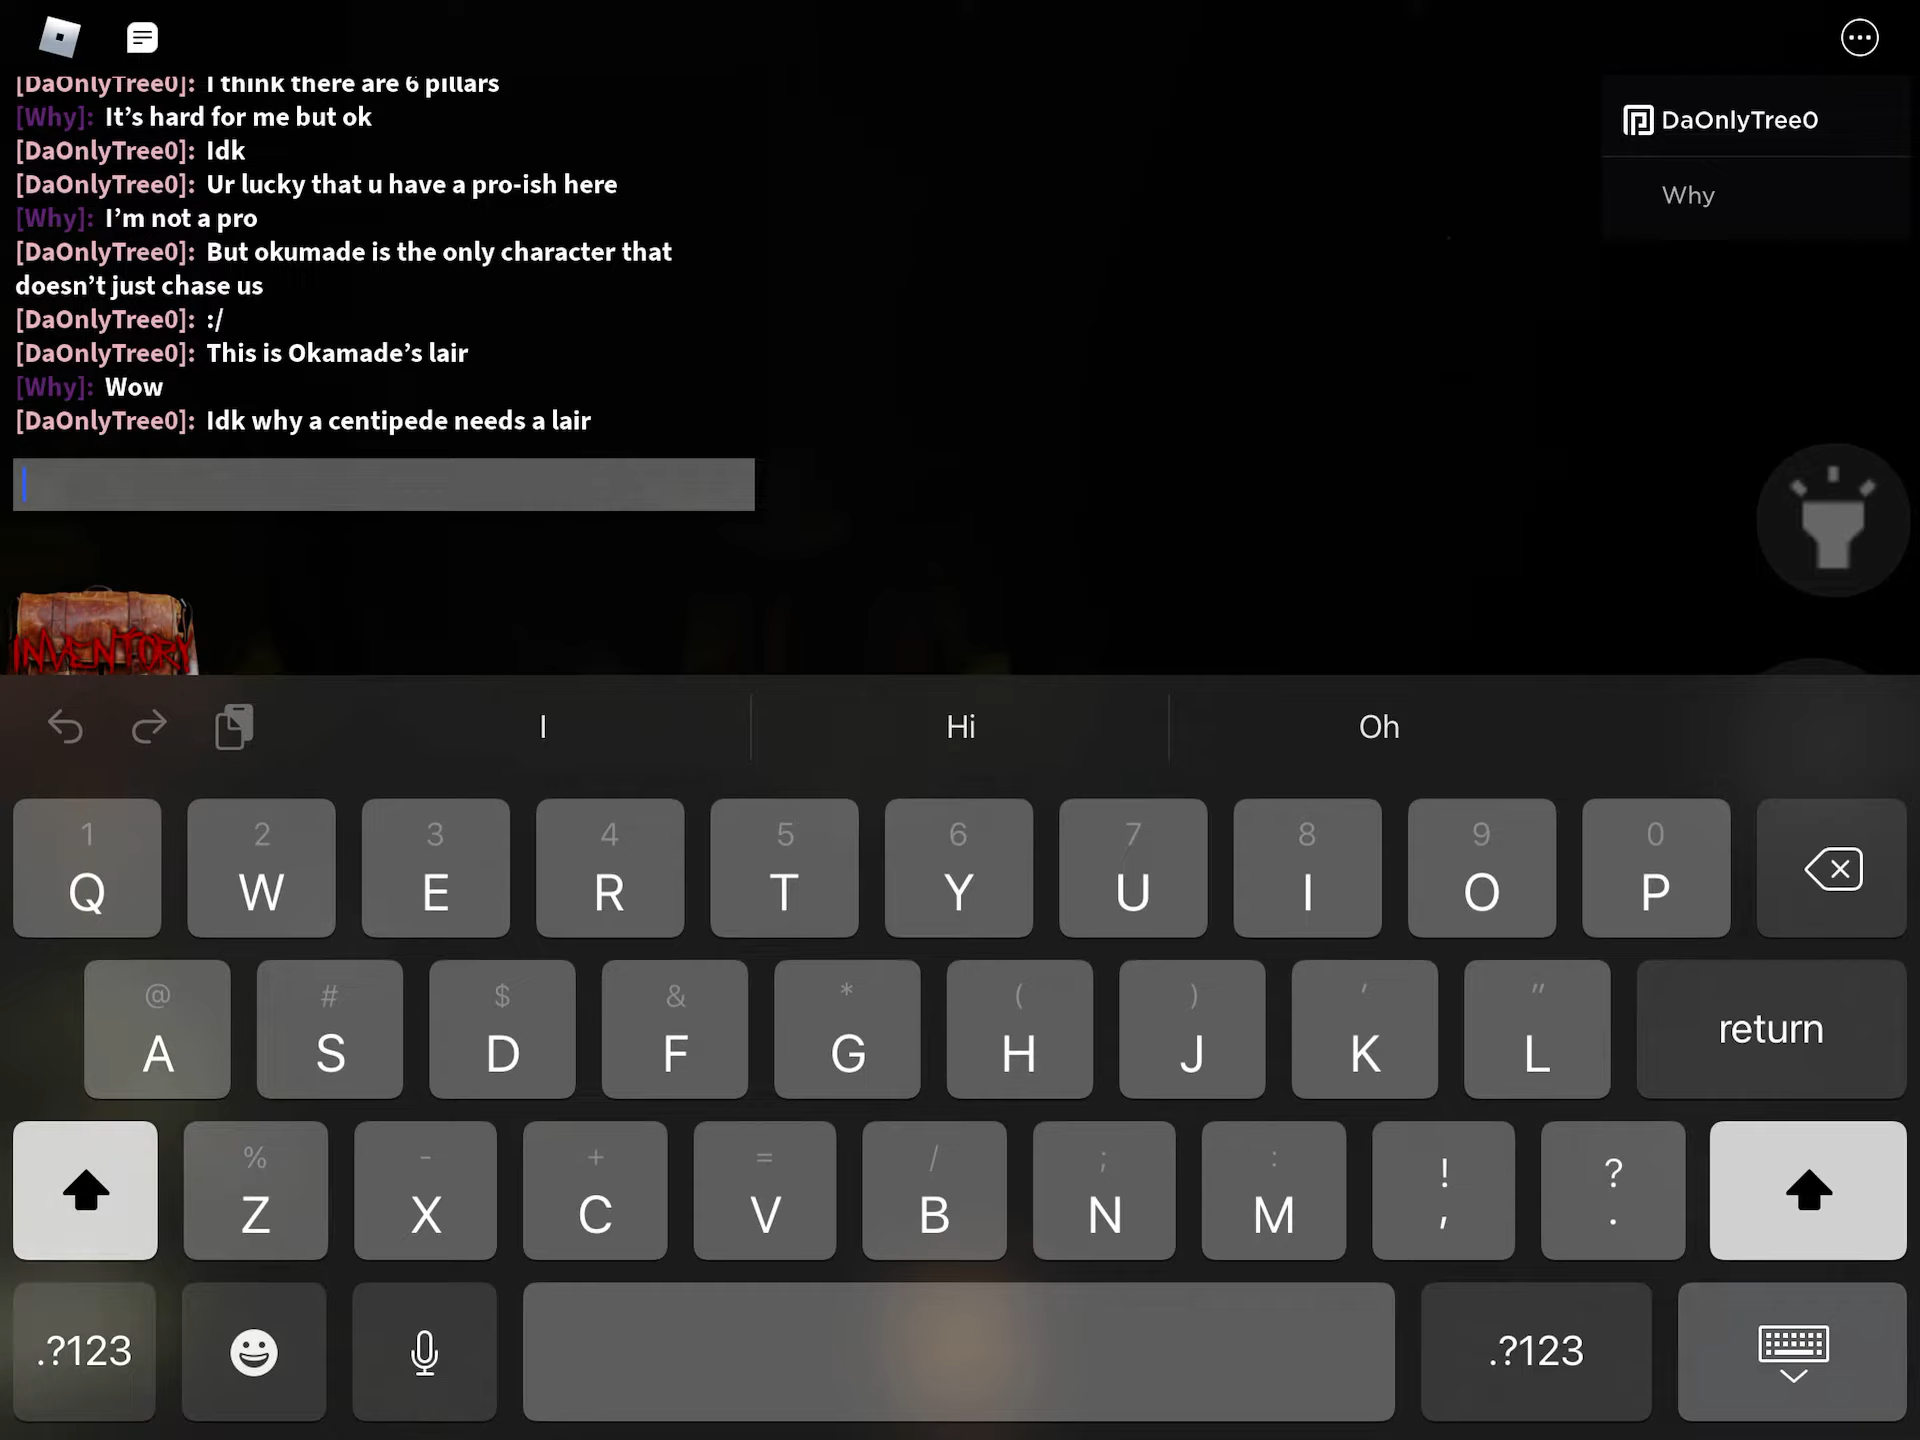 [DaOnlyTree0]: I think there are 6 pillars
[Why]: It’s hard for me but ok
[DaOnlyTree0]: Idk
[DaOnlyTree0]: Ur lucky that u have a pro-ish here
[Why]: I’m not a pro
[DaOnlyTree0]: But okumade is the only character that
doesn’t just chase us
[DaOnlyTree0]: :/
[DaOnlyTree0]: This is Okamade’s lair
[Why]: Wow
[DaOnlyTree0]: Idk why a centipede needs a lair
DaOnlyTree0
Why
INVENTORY
I Hi Oh
1 2 3 4 5 6 7 8 9 0
Q W E R T Y U I O P
@ # $ & * ( ) ' "
A S D F G H J K L return
% - + = / ; : ! ?
Z X C V B N M , .
.?123 .?123